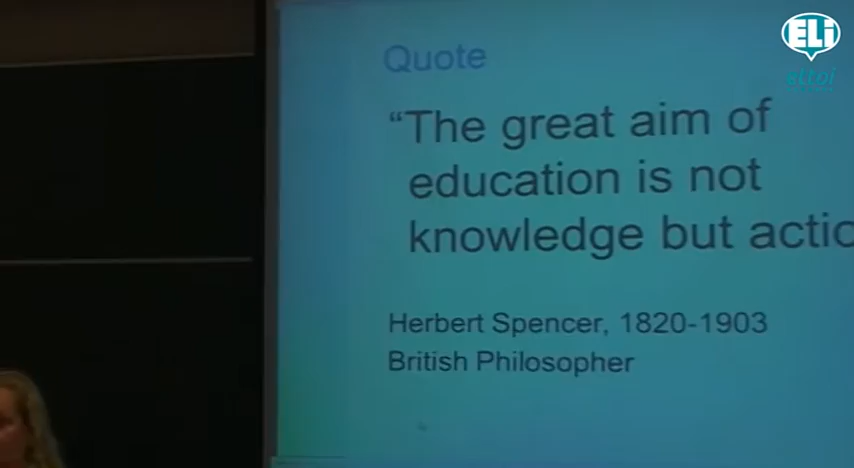 ELi
Quote
"The great aim of
education is not
knowledge but actio
Herbert Spencer, 1820-1903
British Philosopher